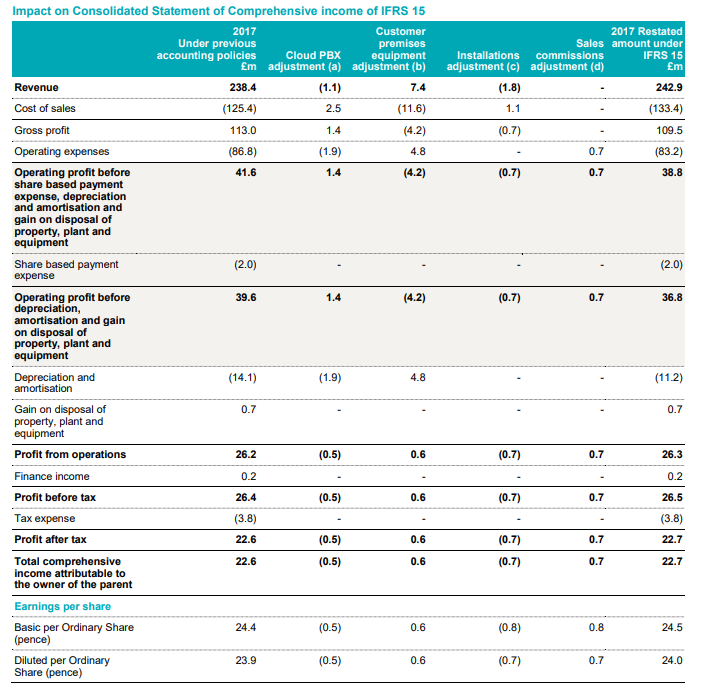 Impact on Consolidated Statement of Comprehensive income of IFRS 15
2017 Under previous accounting policies £m | Cloud PBX adjustment (a) | Customer premises equipment adjustment (b) | Installations adjustment (c) | Sales commissions adjustment (d) | 2017 Restated amount under IFRS 15 £m
Revenue 238.4 (1.1) 7.4 (1.8) - 242.9
Cost of sales (125.4) 2.5 (11.6) 1.1 - (133.4)
Gross profit 113.0 1.4 (4.2) (0.7) - 109.5
Operating expenses (86.8) (1.9) 4.8 - 0.7 (83.2)
Operating profit before 41.6 1.4 (4.2) (0.7) 0.7 38.8
share based payment
expense, depreciation
and amortisation and
gain on disposal of
property, plant and
equipment
Share based payment (2.0) - - - - (2.0)
expense
Operating profit before 39.6 1.4 (4.2) (0.7) 0.7 36.8
depreciation,
amortisation and gain
on disposal of
property, plant and
equipment
Depreciation and (14.1) (1.9) 4.8 - - (11.2)
amortisation
Gain on disposal of 0.7 - - - - 0.7
property, plant and
equipment
Profit from operations 26.2 (0.5) 0.6 (0.7) 0.7 26.3
Finance income 0.2 - - - - 0.2
Profit before tax 26.4 (0.5) 0.6 (0.7) 0.7 26.5
Tax expense (3.8) - - - - (3.8)
Profit after tax 22.6 (0.5) 0.6 (0.7) 0.7 22.7
Total comprehensive 22.6 (0.5) 0.6 (0.7) 0.7 22.7
income attributable to
the owner of the parent
Earnings per share
Basic per Ordinary Share 24.4 (0.5) 0.6 (0.8) 0.8 24.5
(pence)
Diluted per Ordinary 23.9 (0.5) 0.6 (0.7) 0.7 24.0
Share (pence)